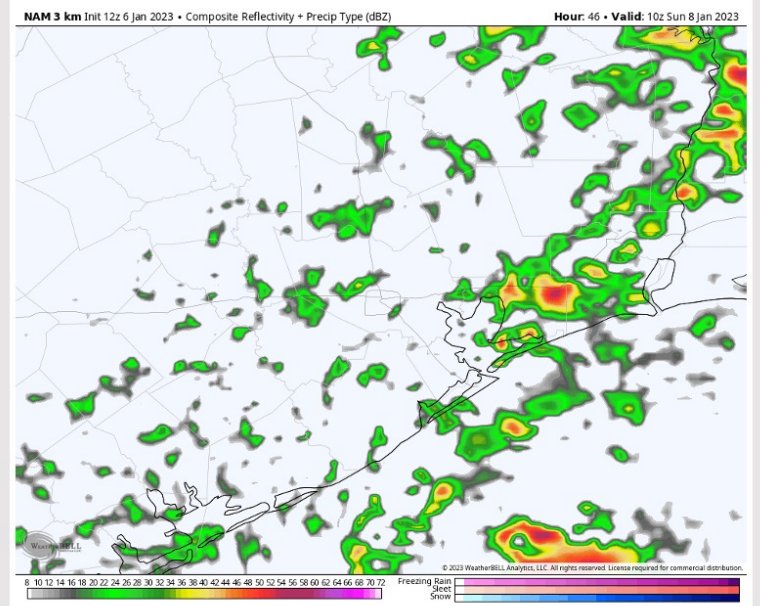 NAM 3 km Init 12z 6 Jan 2023 • Composite Reflectivity + Precip Type (dBZ) Hour: 46 • Valid: 10z Sun 8 Jan 2023
WeatherBELL
© 2023 WeatherBELL Analytics, LLC. All rights reserved. License required for commercial distribution.
8 10 12 14 16 18 20 22 24 26 28 30 32 34 36 38 40 42 44 46 48 50 52 54 56 58 60 62 64 66 68 70 72
Freezing Rain
Sleet
Snow